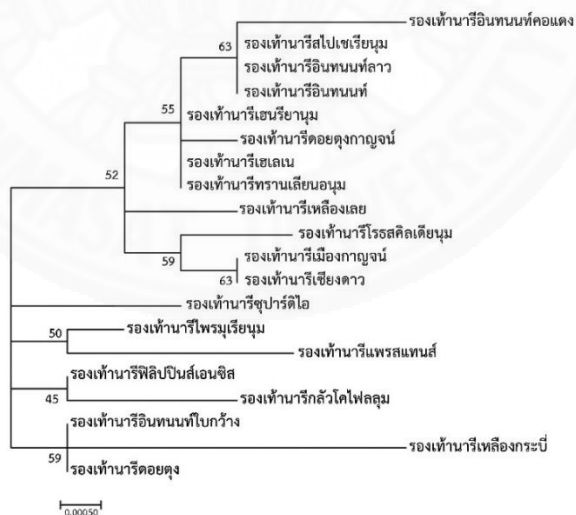 รองเท้านารีอินทนนท์คอแดง
63
รองเท้านารีสไปเชเรียนุม
รองเท้านารีอินทนนท์ลาว
รองเท้านารีอินทนนท์
55
รองเท้านารีเฮนรียานุม
รองเท้านารีดอยตุงกาญจน์
รองเท้านารีเฮเลเน
52
รองเท้านารีทรานเลียนอนุม
รองเท้านารีเหลืองเลย
รองเท้านารีโรธสคิลเดียนุม
59
รองเท้านารีเมืองกาญจน์
63
รองเท้านารีเชียงดาว
รองเท้านารีซุปาร์ดิไอ
50
รองเท้านารีไพรมุเรียนุม
รองเท้านารีแพรสแทนส์
รองเท้านารีฟิลิปปินส์เอนซิส
45
รองเท้านารีกลัวโคไฟลลุม
รองเท้านารีอินทนนท์ใบกว้าง
รองเท้านารีเหลืองกระบี่
59
รองเท้านารีดอยตุง
0.00050